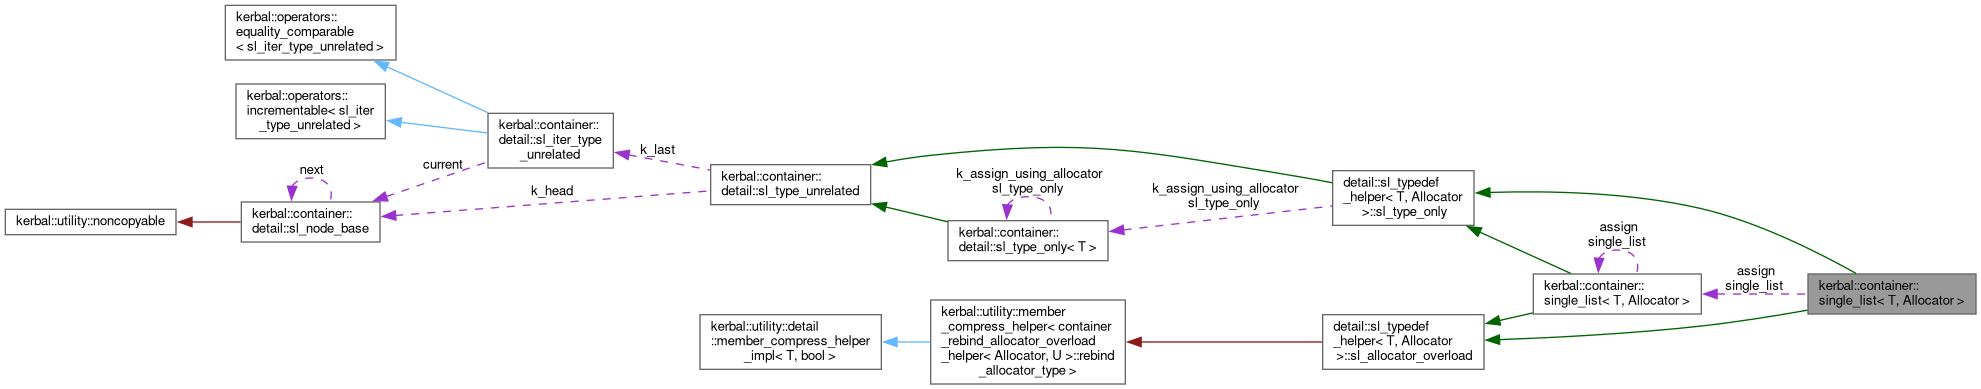 kerbal::operators::
equality_comparable
< sl_iter_type_unrelated >
kerbal::operators::
incrementable< sl_iter
_type_unrelated >
kerbal::container::
detail::sl_iter_type
_unrelated
next
current
k_last
k_head
kerbal::utility::noncopyable
kerbal::container::
detail::sl_node_base
kerbal::container::
detail::sl_type_unrelated
k_assign_using_allocator
sl_type_only
kerbal::container::
detail::sl_type_only< T >
k_assign_using_allocator
sl_type_only
detail::sl_typedef
_helper< T, Allocator
>::sl_type_only
assign
single_list
kerbal::container::
single_list< T, Allocator >
assign
single_list
kerbal::container::
single_list< T, Allocator >
kerbal::utility::detail
::member_compress_helper
_impl< T, bool >
kerbal::utility::member
_compress_helper< container
_rebind_allocator_overload
_helper< Allocator, U >::rebind
_allocator_type >
detail::sl_typedef
_helper< T, Allocator
>::sl_allocator_overload